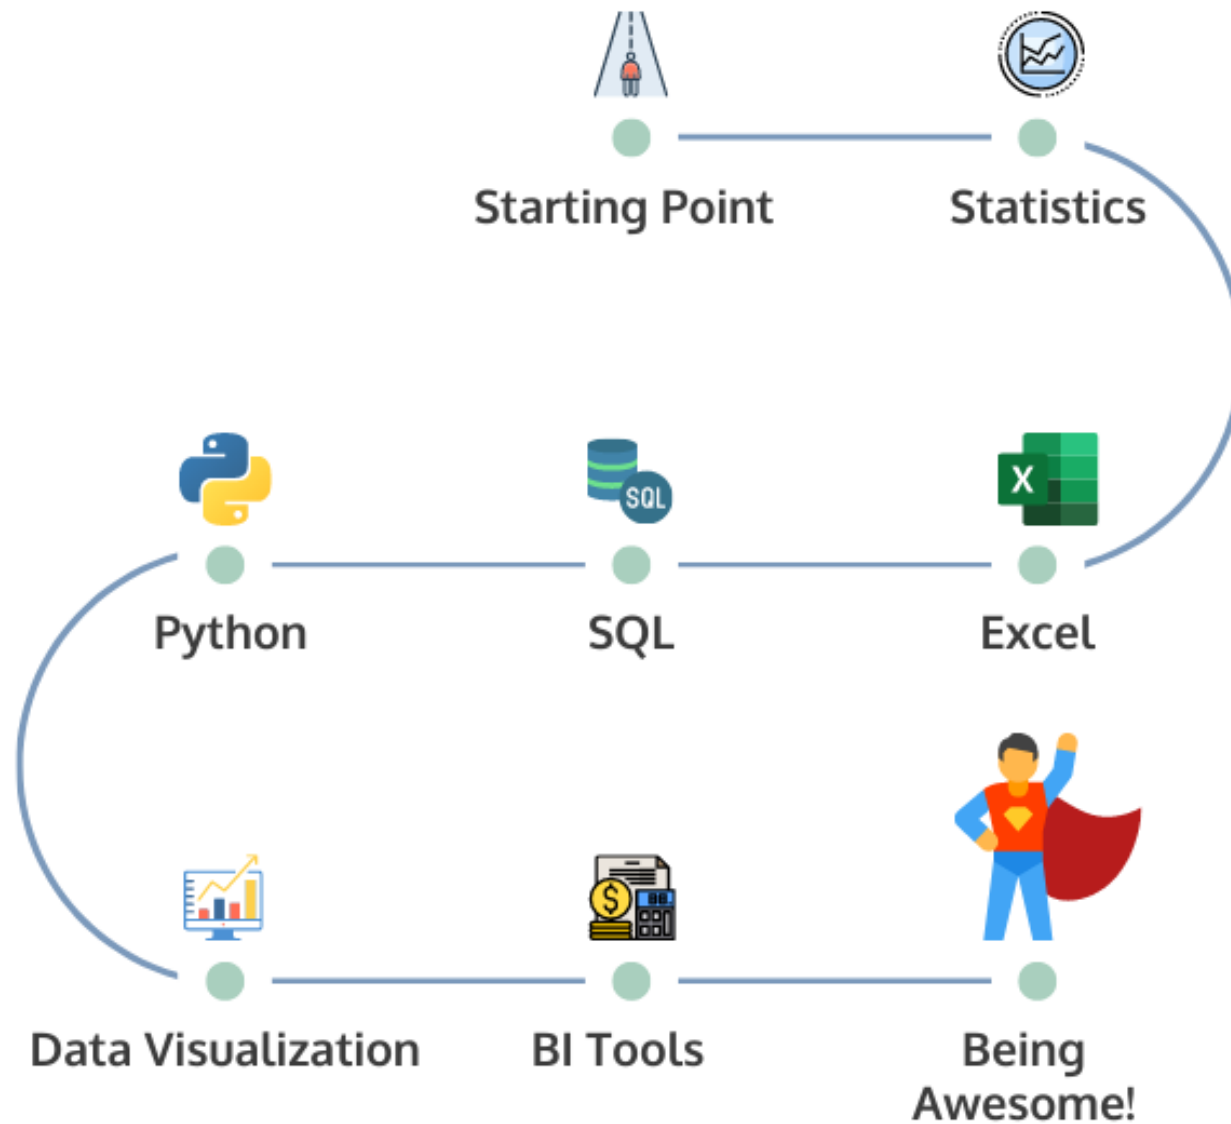 Starting Point
Statistics
X
Excel
SQL
SQL
Python
Data Visualization
$
BI Tools
Being
Awesome!